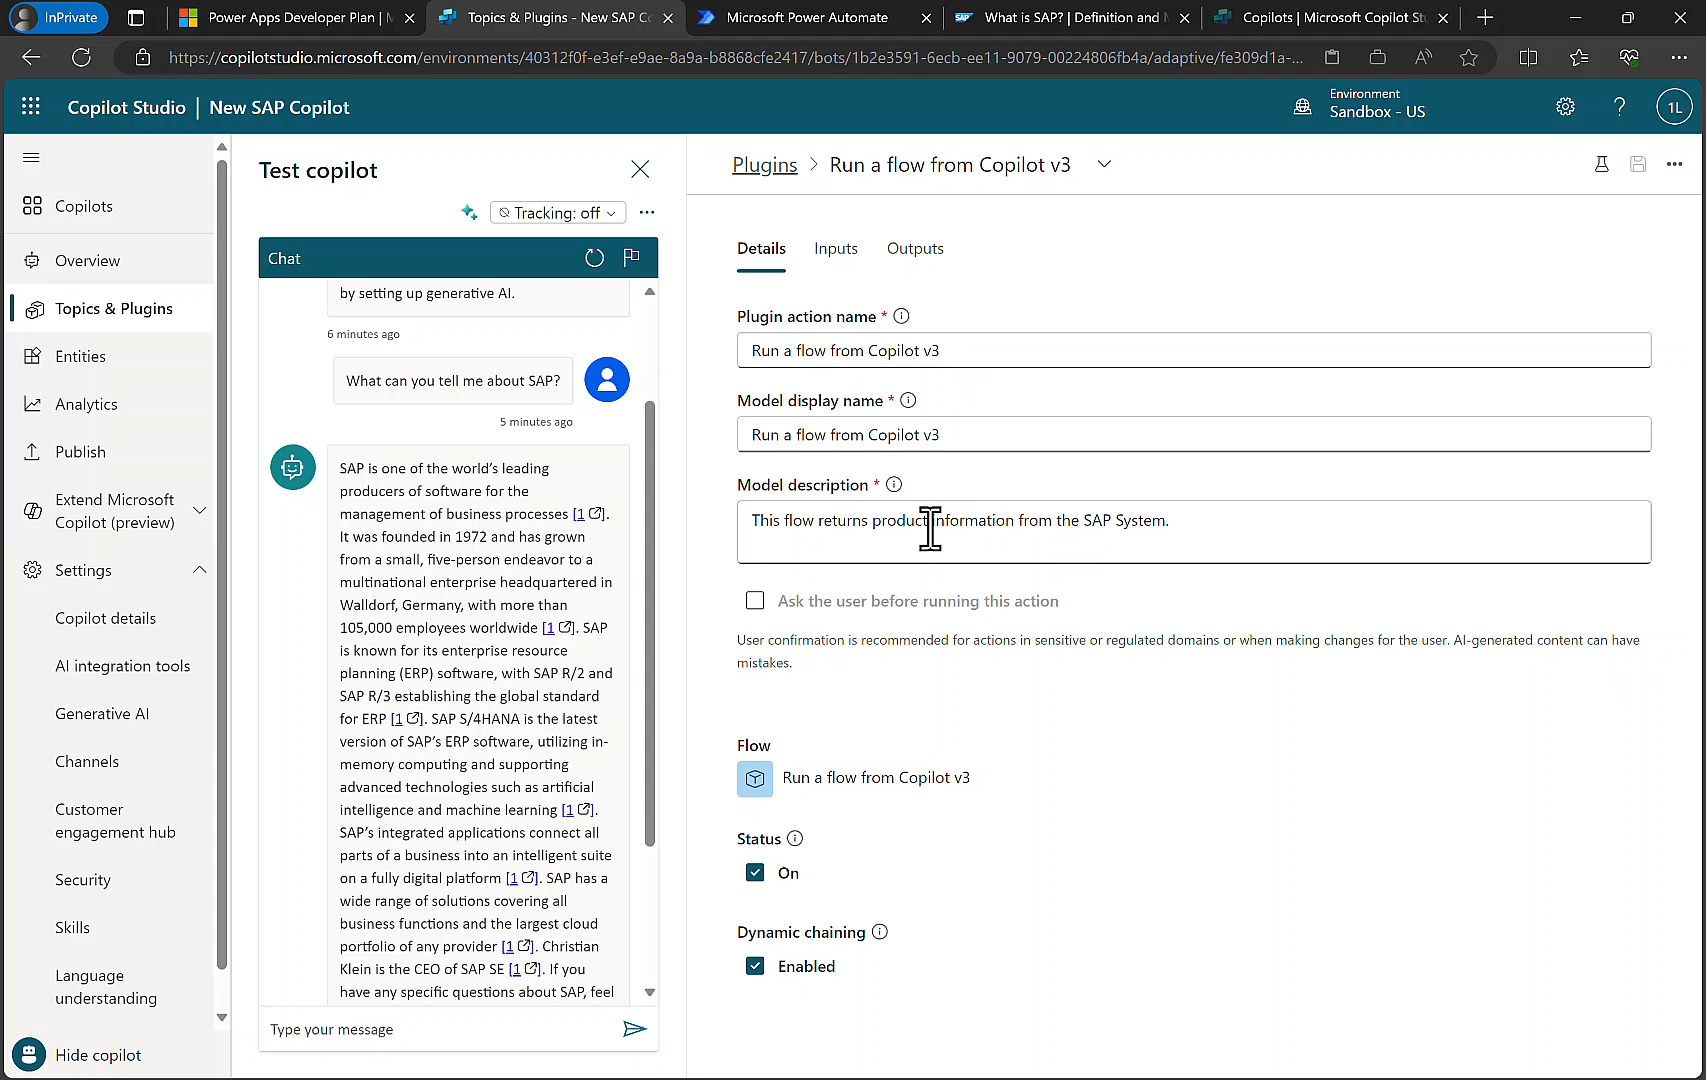 InPrivate
Power Apps Developer Plan | M
Topics & Plugins - New SAP Co
Microsoft Power Automate
SAP
What is SAP? | Definition and M
Copilots | Microsoft Copilot Stu
https://copilotstudio.microsoft.com/environments/40312f0f-e3ef-e9ae-8a9a-b8868cfe2417/bots/1b2e3591-6ecb-ee11-9079-00224806fb4a/adaptive/fe309d1a-...
Copilot Studio | New SAP Copilot
Environment
Sandbox - US
?
1L
Copilots
Overview
Topics & Plugins
Entities
Analytics
Publish
Extend Microsoft
Copilot (preview)
Settings
Copilot details
AI integration tools
Generative AI
Channels
Customer
engagement hub
Security
Skills
Language
understanding
Hide copilot
Test copilot
Tracking: off
Chat
by setting up generative AI.
6 minutes ago
What can you tell me about SAP?
5 minutes ago
SAP is one of the world's leading
producers of software for the
management of business processes [1].
It was founded in 1972 and has grown
from a small, five-person endeavor to a
multinational enterprise headquartered in
Walldorf, Germany, with more than
105,000 employees worldwide [1]. SAP
is known for its enterprise resource
planning (ERP) software, with SAP R/2 and
SAP R/3 establishing the global standard
for ERP [1]. SAP S/4HANA is the latest
version of SAP's ERP software, utilizing in-
memory computing and supporting
advanced technologies such as artificial
intelligence and machine learning [1].
SAP's integrated applications connect all
parts of a business into an intelligent suite
on a fully digital platform [1]. SAP has a
wide range of solutions covering all
business functions and the largest cloud
portfolio of any provider [1]. Christian
Klein is the CEO of SAP SE [1]. If you
have any specific questions about SAP, feel
Type your message
Plugins > Run a flow from Copilot v3
Details
Inputs
Outputs
Plugin action name *
Run a flow from Copilot v3
Model display name *
Run a flow from Copilot v3
Model description *
This flow returns product information from the SAP System.
Ask the user before running this action
User confirmation is recommended for actions in sensitive or regulated domains or when making changes for the user. AI-generated content can have
mistakes.
Flow
Run a flow from Copilot v3
Status
On
Dynamic chaining
Enabled